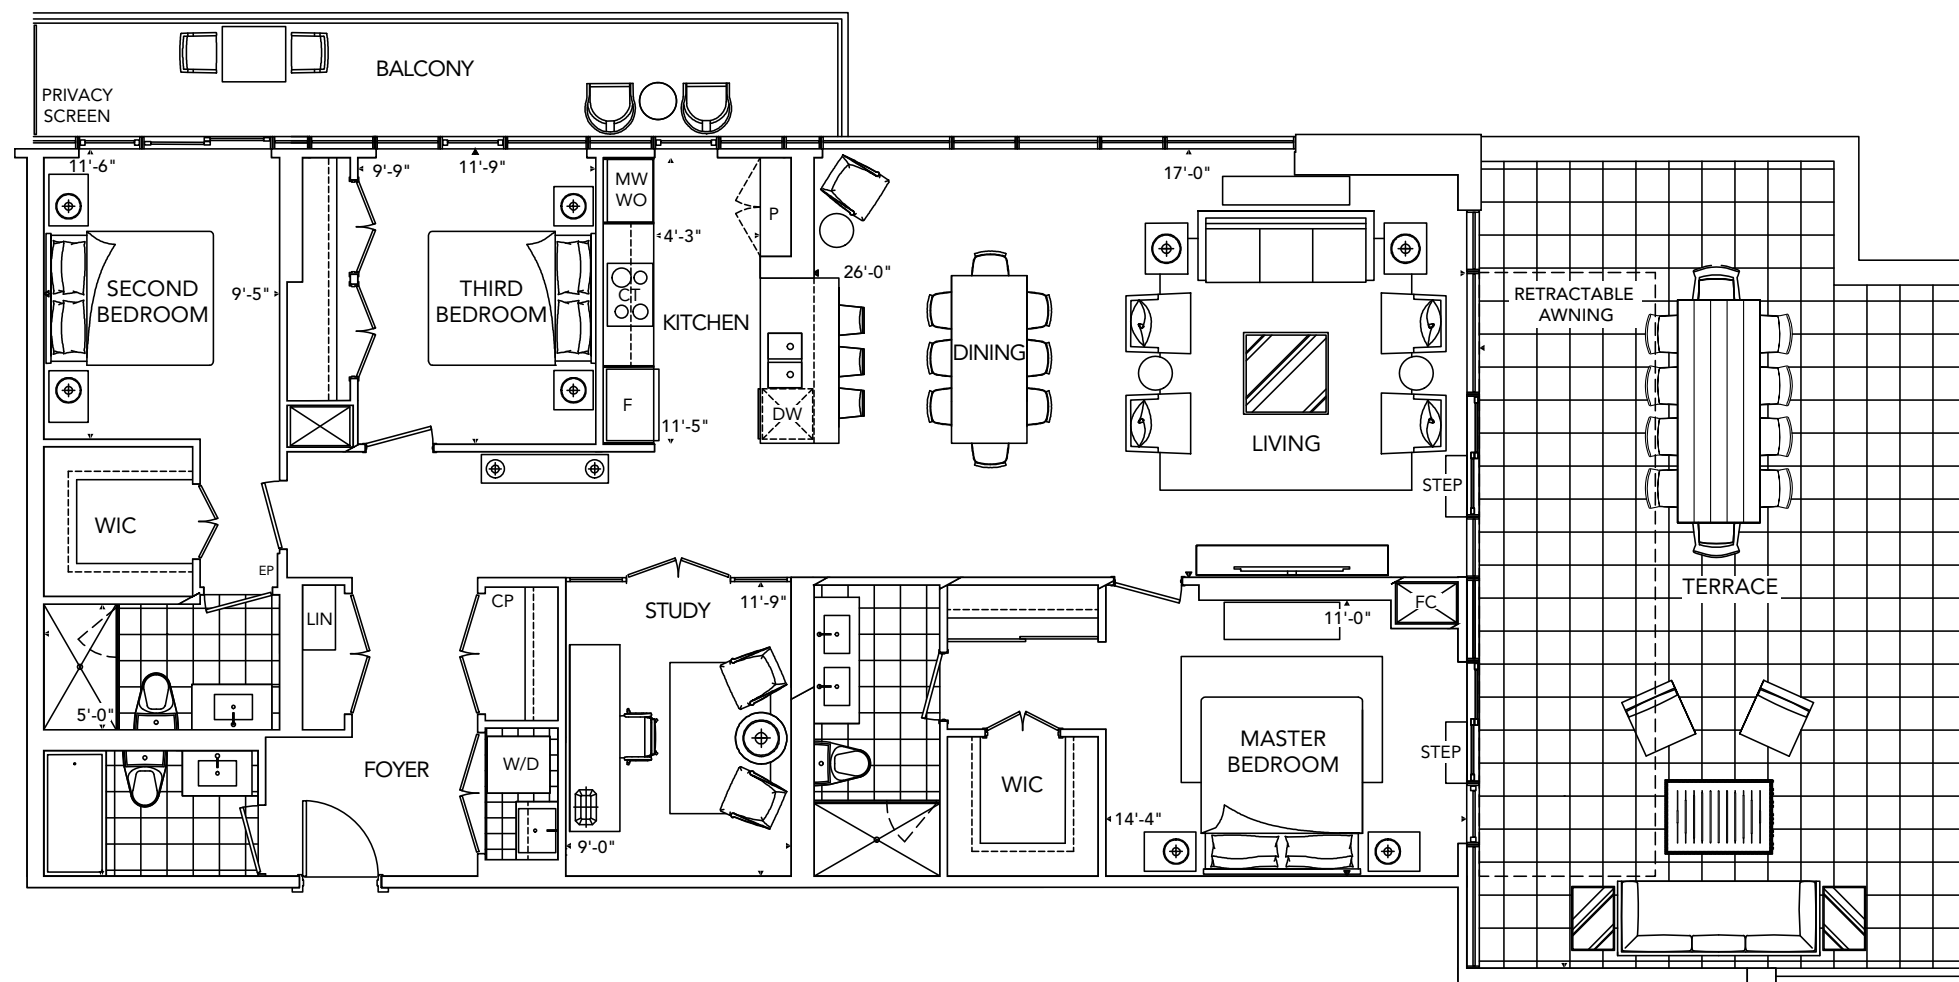 BALCONY
PRIVACY
SCREEN
11'-6"
9'-9"
11'-9"
17'-0"
MW
WO
P
4'-3"
26'-0"
SECOND
BEDROOM
9'-5"
THIRD
BEDROOM
CT
KITCHEN
DINING
RETRACTABLE
AWNING
F
DW
11'-5"
LIVING
STEP
WIC
EP
TERRACE
LIN
CP
STUDY
11'-9"
11'-0"
FC
5'-0"
FOYER
W/D
WIC
MASTER
BEDROOM
STEP
14'-4"
9'-0"